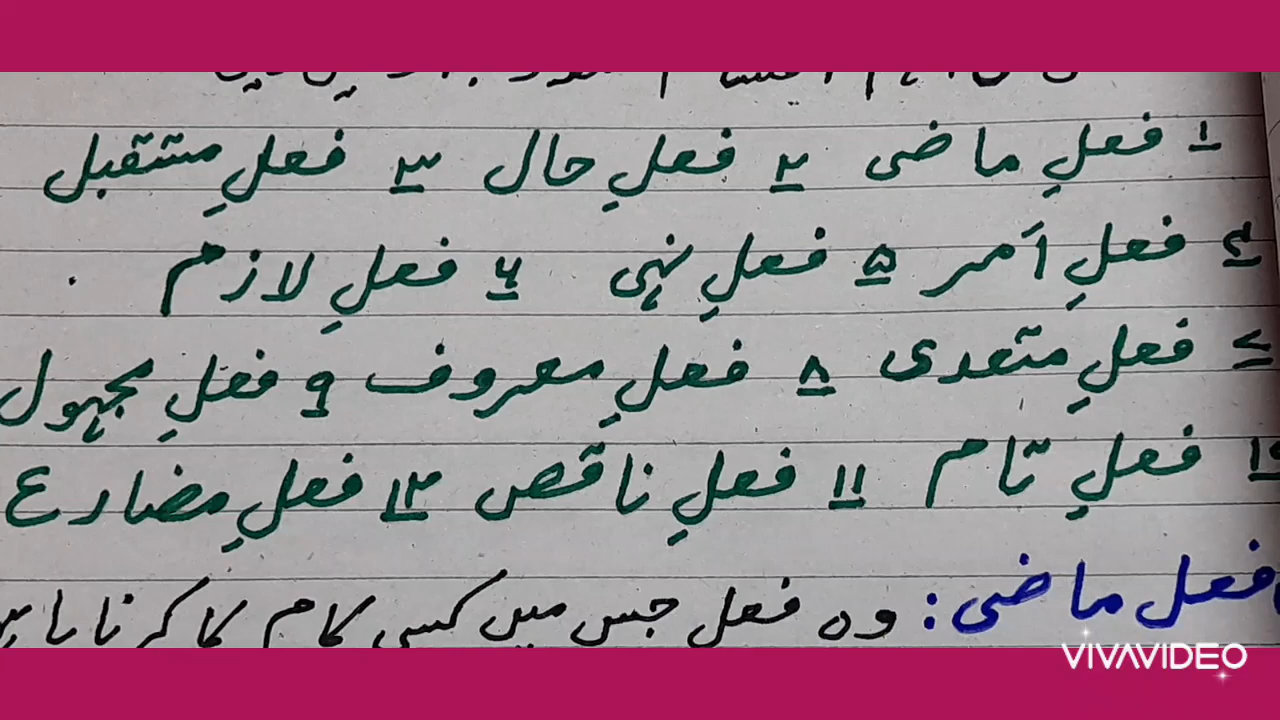 ۱ فعلِ ماضی ۲ فعلِ حال ۳ فعلِ مستقبل
۴ فعلِ اَمر ۵ فعلِ نہی ۶ فعلِ لازم
۷ فعلِ متعدی ۸ فعلِ معروف ۹ فعلِ مجہول
۱۰ فعلِ تام ۱۱ فعلِ ناقص ۱۲ فعلِ مضارع
فعل ماضی: وہ فعل جس میں کسی کام کا کرنا یا
VIVAVIDEO